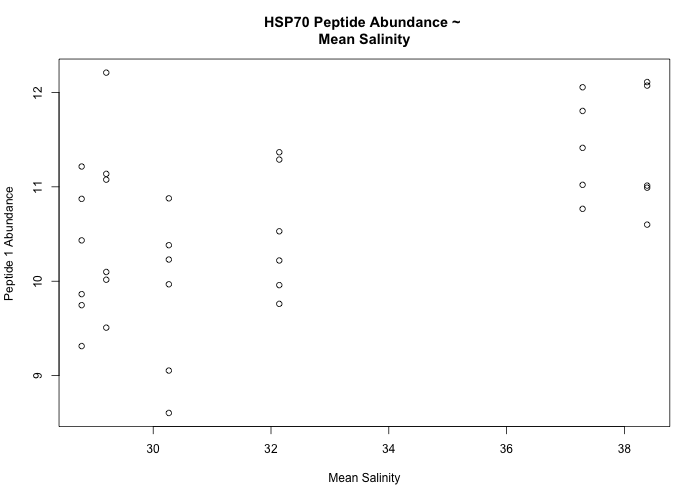 HSP70 Peptide Abundance ~
Mean Salinity
Peptide 1 Abundance
12
11
10
9
30 32 34 36 38
Mean Salinity